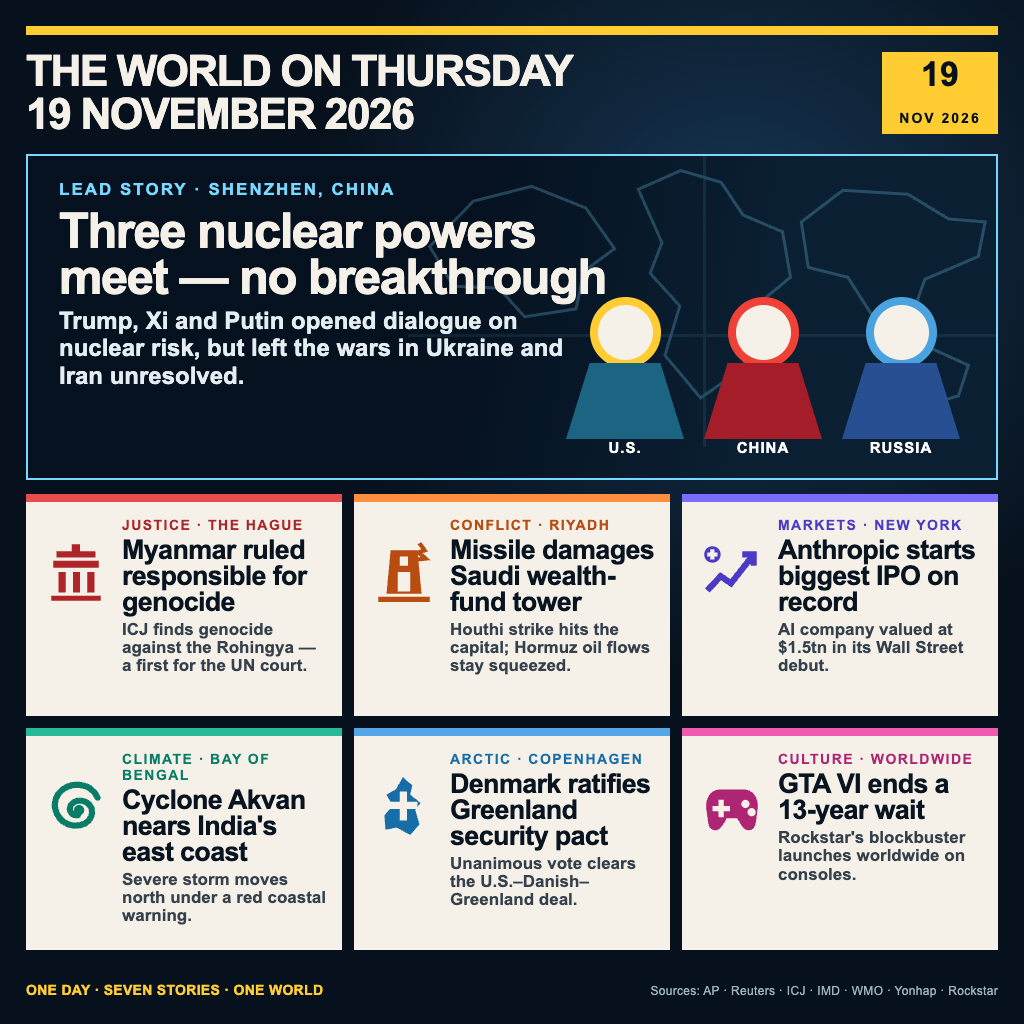 THE WORLD ON THURSDAY
19 NOVEMBER 2026
19
NOV 2026
LEAD STORY · SHENZHEN, CHINA
Three nuclear powers
meet — no breakthrough
Trump, Xi and Putin opened dialogue on
nuclear risk, but left the wars in Ukraine and
Iran unresolved.
U.S.
CHINA
RUSSIA
JUSTICE · THE HAGUE
Myanmar ruled
responsible for
genocide
ICJ finds genocide
against the Rohingya —
a first for the UN court.
CONFLICT · RIYADH
Missile damages
Saudi wealth-
fund tower
Houthi strike hits the
capital; Hormuz oil flows
stay squeezed.
MARKETS · NEW YORK
Anthropic starts
biggest IPO on
record
AI company valued at
$1.5tn in its Wall Street
debut.
CLIMATE · BAY OF
BENGAL
Cyclone Akvan
nears India's
east coast
Severe storm moves
north under a red coastal
warning.
ARCTIC · COPENHAGEN
Denmark ratifies
Greenland
security pact
Unanimous vote clears
the U.S.–Danish–
Greenland deal.
CULTURE · WORLDWIDE
GTA VI ends a
13-year wait
Rockstar's blockbuster
launches worldwide on
consoles.
ONE DAY · SEVEN STORIES · ONE WORLD
Sources: AP · Reuters · ICJ · IMD · WMO · Yonhap · Rockstar